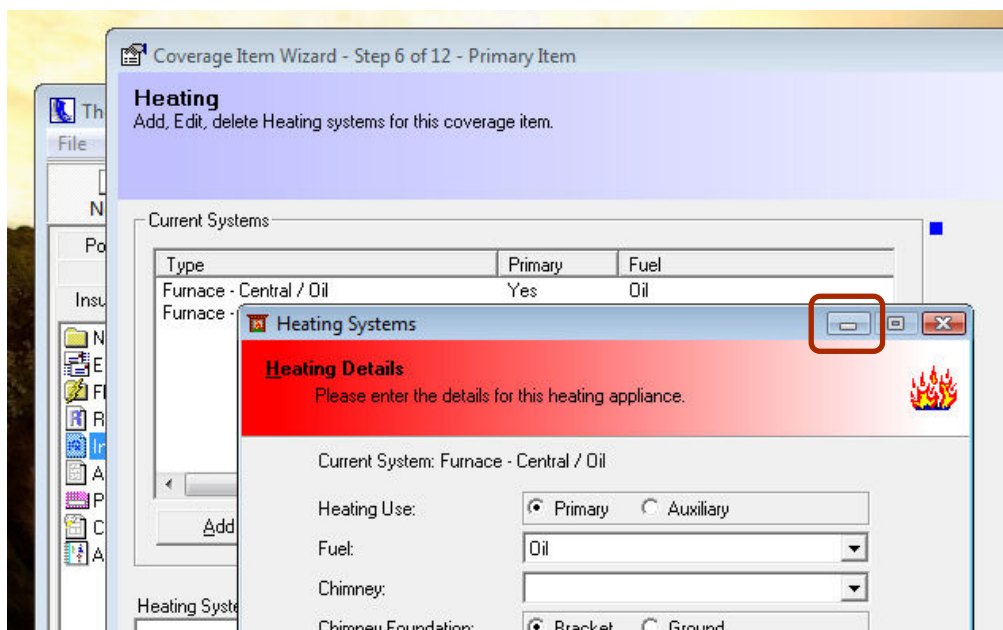 Coverage Item Wizard - Step 6 of 12 - Primary Item
Heating
Add, Edit, delete Heating systems for this coverage item.
Th
File
N
Po
Insu
N
E
Fl
R
In
A
P
C
A
Current Systems
Type Primary Fuel
Furnace - Central / Oil Yes Oil
Furnace -
Add
Heating Syste
Heating Systems
Heating Details
Please enter the details for this heating appliance.
Current System: Furnace - Central / Oil
Heating Use: Primary Auxiliary
Fuel: Oil
Chimney:
Chimney Foundation: Bracket Ground